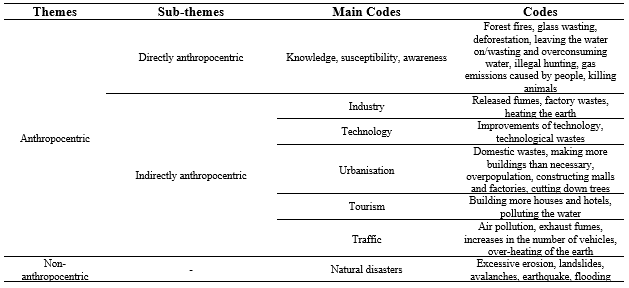 Themes Sub-themes Main Codes Codes
Anthropocentric
Directly anthropocentric
Knowledge, susceptibility, awareness
Forest fires, glass wasting,
deforestation, leaving the water
on/wasting and overconsuming
water, illegal hunting, gas
emissions caused by people, killing
animals
Indirectly anthropocentric
Industry
Released fumes, factory wastes,
heating the earth
Technology
Improvements of technology,
technological wastes
Urbanisation
Domestic wastes, making more
buildings than necessary,
overpopulation, constructing malls
and factories, cutting down trees
Tourism
Building more houses and hotels,
polluting the water
Traffic
Air pollution, exhaust fumes,
increases in the number of vehicles,
over-heating of the earth
Non-
anthropocentric
-
Natural disasters
Excessive erosion, landslides,
avalanches, earthquake, flooding